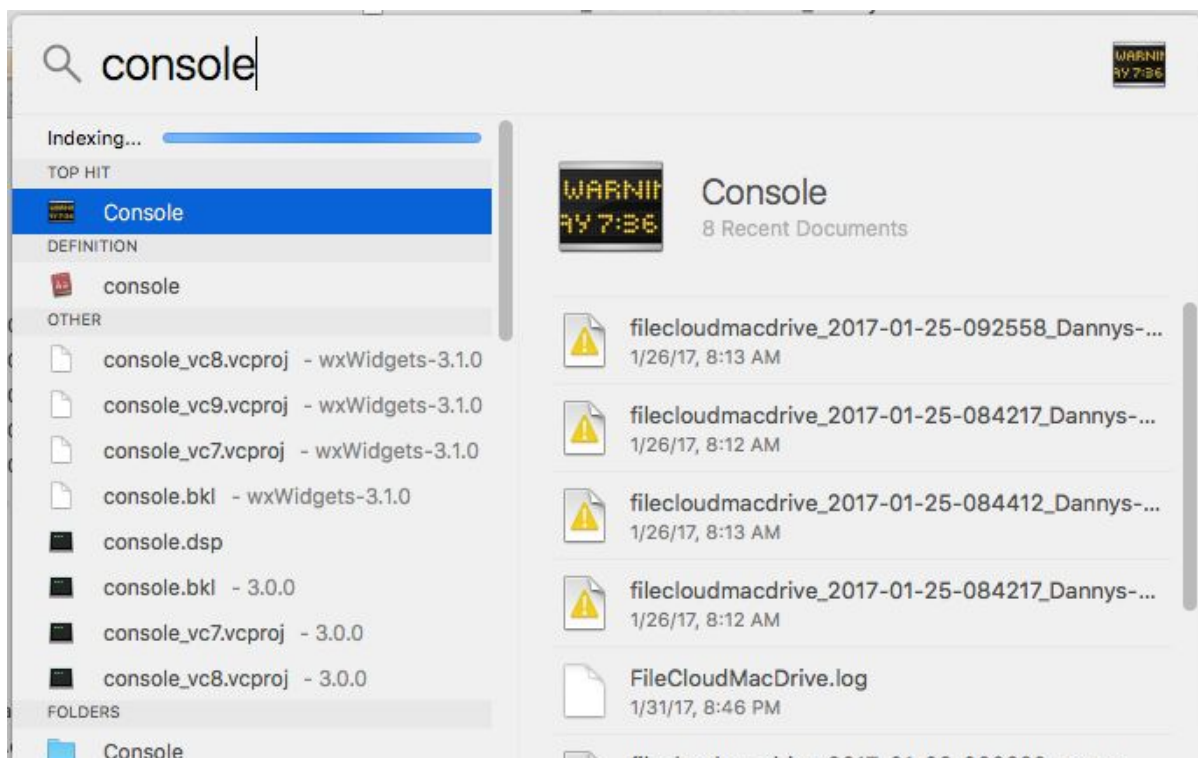 console
WARNIN
AY 7:36
Indexing...
TOP HIT
Console
DEFINITION
console
OTHER
console_vc8.vcproj - wxWidgets-3.1.0
console_vc9.vcproj - wxWidgets-3.1.0
console_vc7.vcproj - wxWidgets-3.1.0
console.bkl - wxWidgets-3.1.0
console.dsp
console.bkl - 3.0.0
console_vc7.vcproj - 3.0.0
console_vc8.vcproj - 3.0.0
FOLDERS
Console
WARNIN
AY 7:36
Console
8 Recent Documents
filecloudmacdrive_2017-01-25-092558_Dannys-...
1/26/17, 8:13 AM
filecloudmacdrive_2017-01-25-084217_Dannys-...
1/26/17, 8:12 AM
filecloudmacdrive_2017-01-25-084412_Dannys-...
1/26/17, 8:13 AM
filecloudmacdrive_2017-01-25-084217_Dannys-...
1/26/17, 8:12 AM
FileCloudMacDrive.log
1/31/17, 8:46 PM